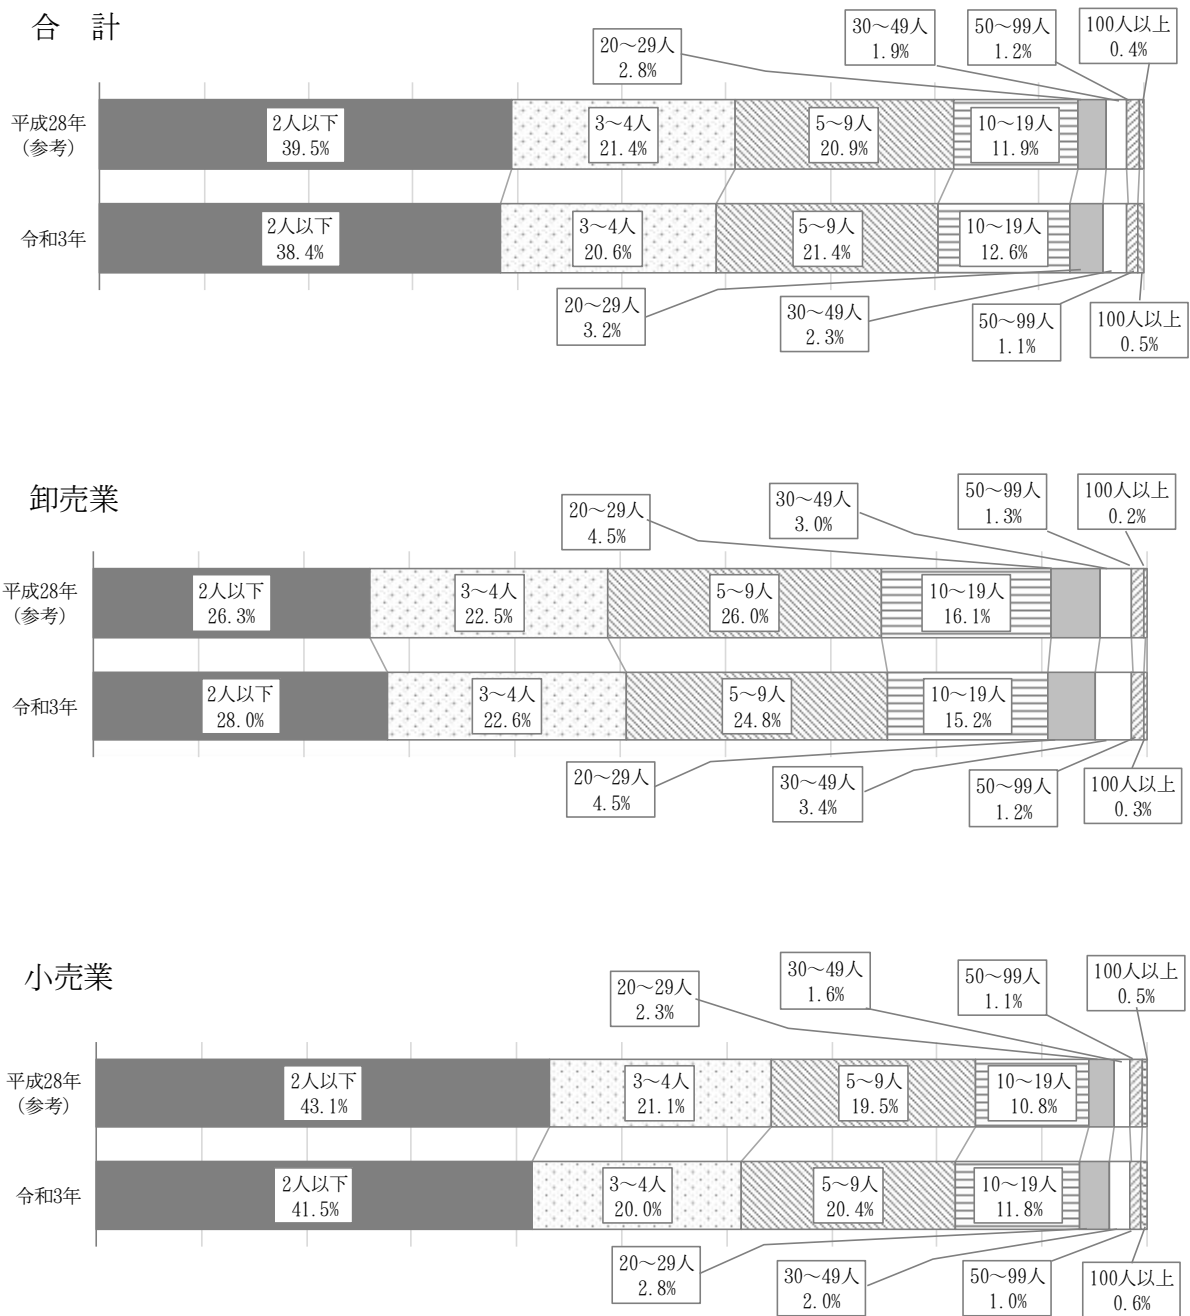 合　計
20～29人
2.8%
30～49人
1.9%
50～99人
1.2%
100人以上
0.4%
平成28年
(参考)
2人以下
39.5%
3～4人
21.4%
5～9人
20.9%
10～19人
11.9%
令和3年
2人以下
38.4%
3～4人
20.6%
5～9人
21.4%
10～19人
12.6%
20～29人
3.2%
30～49人
2.3%
50～99人
1.1%
100人以上
0.5%
卸売業
20～29人
4.5%
30～49人
3.0%
50～99人
1.3%
100人以上
0.2%
平成28年
(参考)
2人以下
26.3%
3～4人
22.5%
5～9人
26.0%
10～19人
16.1%
令和3年
2人以下
28.0%
3～4人
22.6%
5～9人
24.8%
10～19人
15.2%
20～29人
4.5%
30～49人
3.4%
50～99人
1.2%
100人以上
0.3%
小売業
20～29人
2.3%
30～49人
1.6%
50～99人
1.1%
100人以上
0.5%
平成28年
(参考)
2人以下
43.1%
3～4人
21.1%
5～9人
19.5%
10～19人
10.8%
令和3年
2人以下
41.5%
3～4人
20.0%
5～9人
20.4%
10～19人
11.8%
20～29人
2.8%
30～49人
2.0%
50～99人
1.0%
100人以上
0.6%